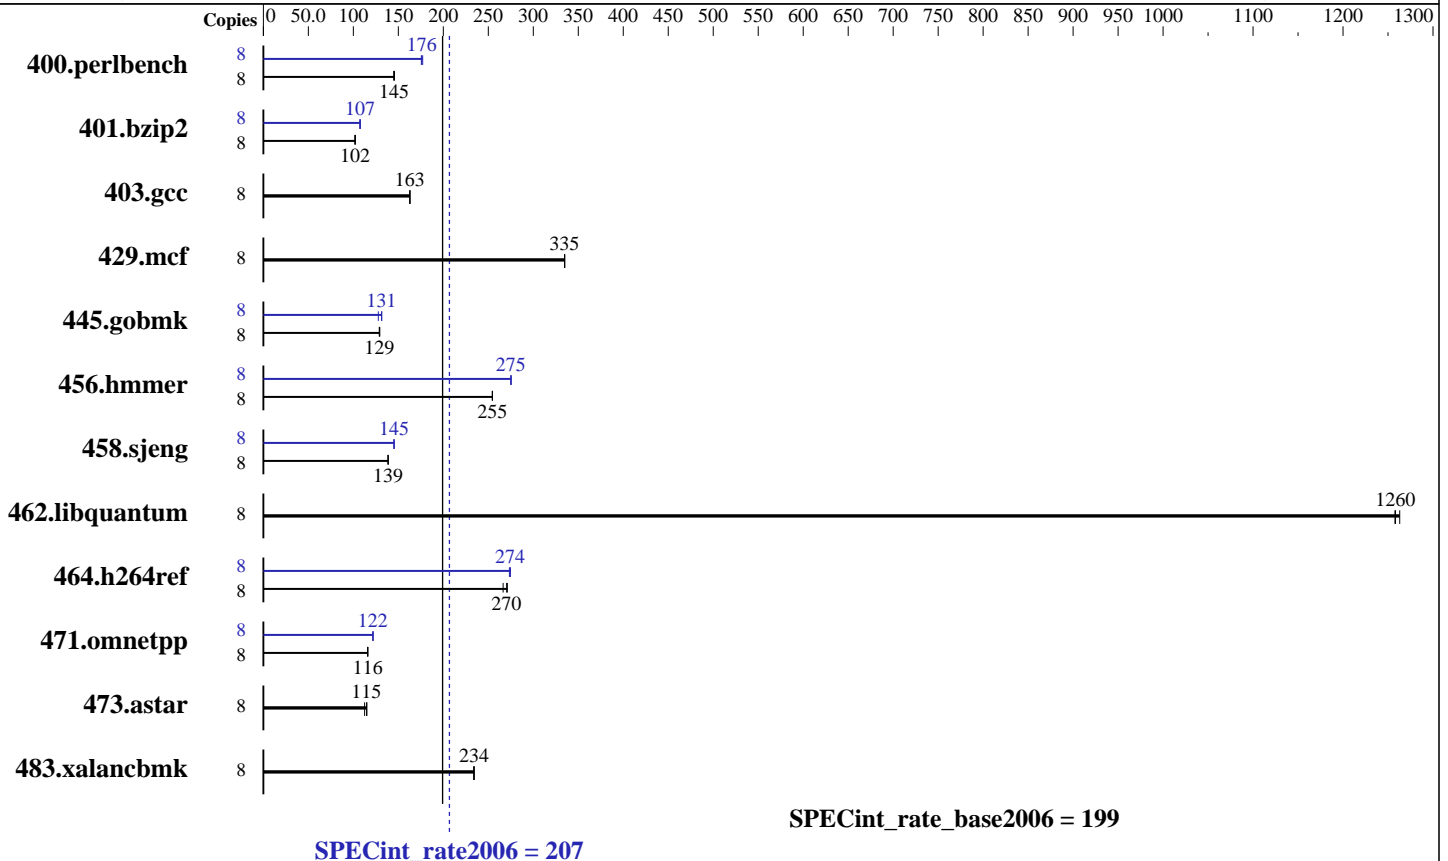 Copies 0 50.0 100 150 200 250 300 350 400 450 500 550 600 650 700 750 800 850 900 950 1000 1100 1200 1300
400.perlbench 8 176
8 145
401.bzip2 8 107
8 102
403.gcc 8 163
429.mcf 8 335
445.gobmk 8 131
8 129
456.hmmer 8 275
8 255
458.sjeng 8 145
8 139
462.libquantum 8 1260
464.h264ref 8 274
8 270
471.omnetpp 8 122
8 116
473.astar 8 115
483.xalancbmk 8 234
SPECint_rate_base2006 = 199
SPECint_rate2006 = 207